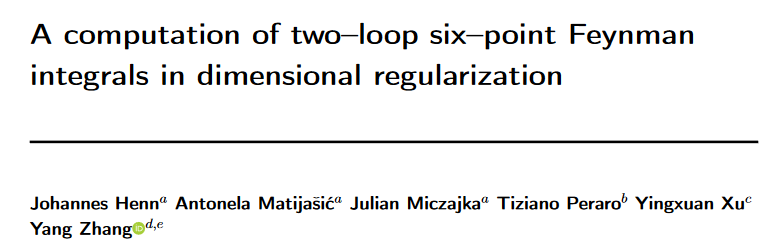 A computation of two–loop six–point Feynman
integrals in dimensional regularization
Johannes Henn^a Antonela Matijašić^a Julian Miczajka^a Tiziano Peraro^b Yingxuan Xu^c
Yang Zhang^d,e